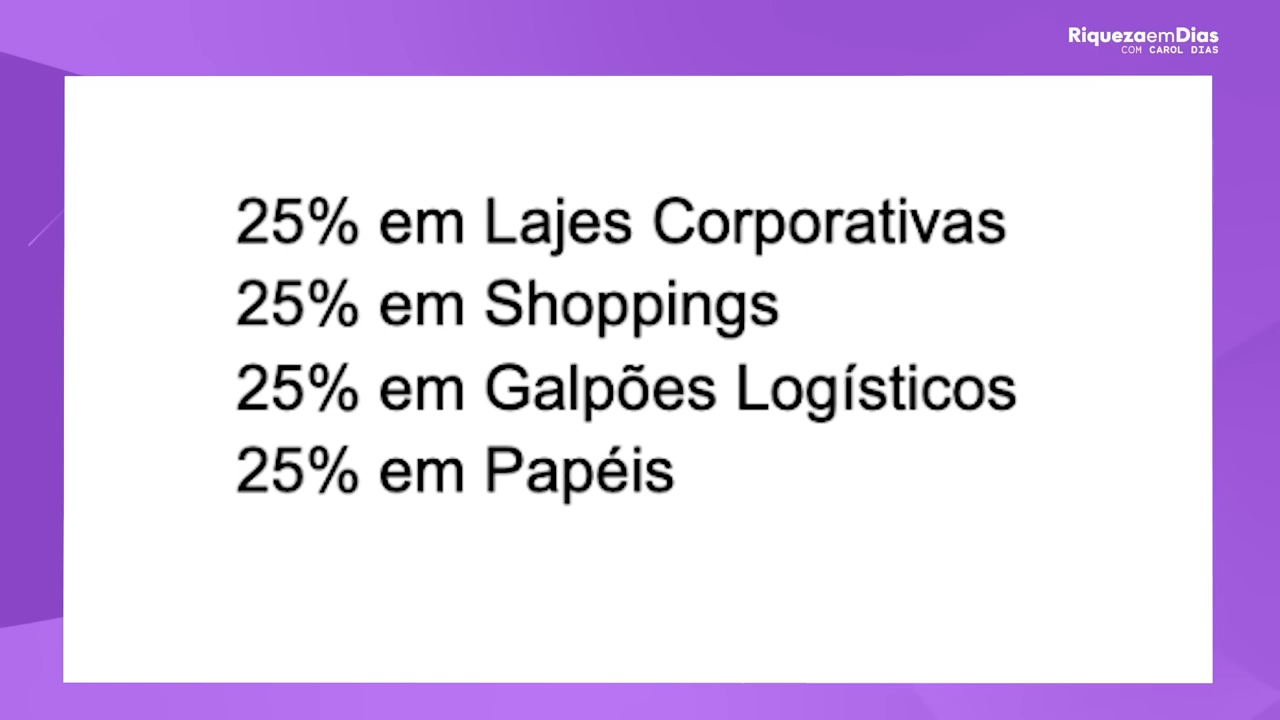 RiquezaemDias
COM CAROL DIAS
25% em Lajes Corporativas
25% em Shoppings
25% em Galpões Logísticos
25% em Papéis